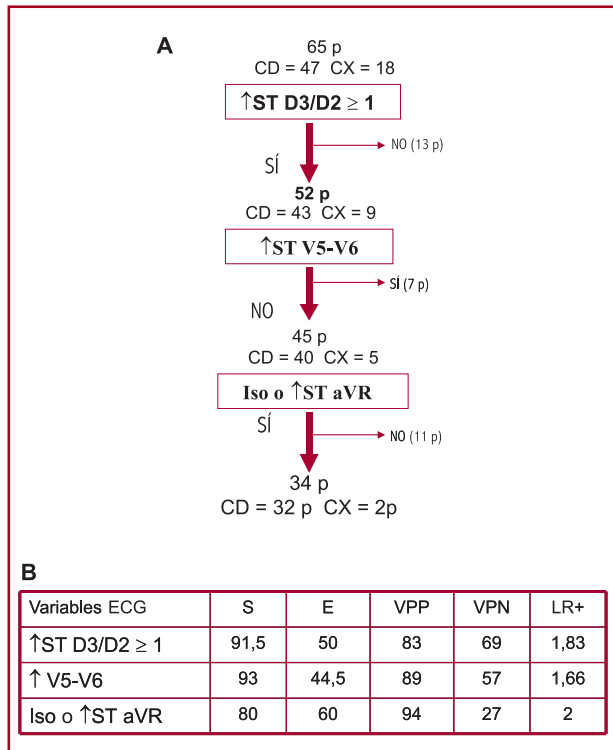 A
65 p
CD = 47 CX = 18
↑ST D3/D2 ≥ 1
NO (13 p)
SÍ
52 p
CD = 43 CX = 9
↑ST V5-V6
SÍ (7 p)
NO
45 p
CD = 40 CX = 5
Iso o ↑ST aVR
SÍ
NO (11 p)
34 p
CD = 32 p CX = 2p
B
Variables ECG S E VPP VPN LR+
↑ST D3/D2 ≥ 1 91,5 50 83 69 1,83
↑ V5-V6 93 44,5 89 57 1,66
Iso o ↑ST aVR 80 60 94 27 2